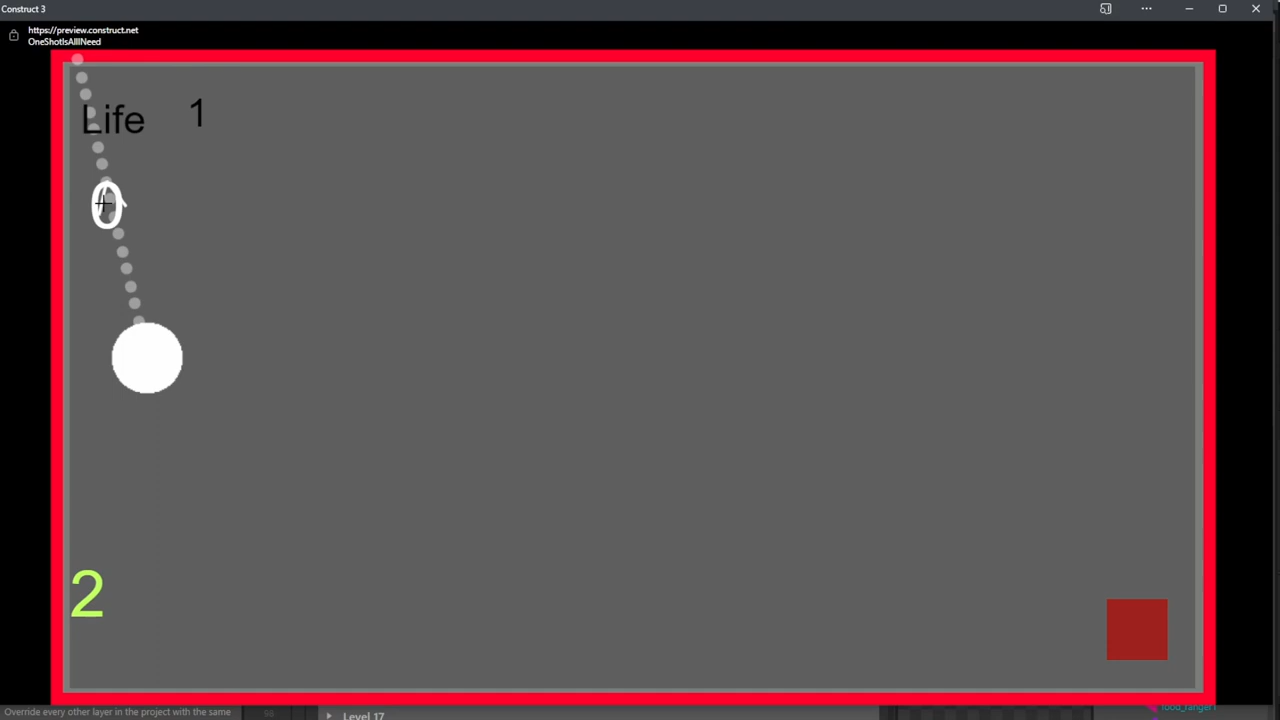 Construct 3
https://preview.construct.net
OneShotIsAllINeed
Life 1
0
2
Override every other layer in the project with the same
Level 17
food_ranger1